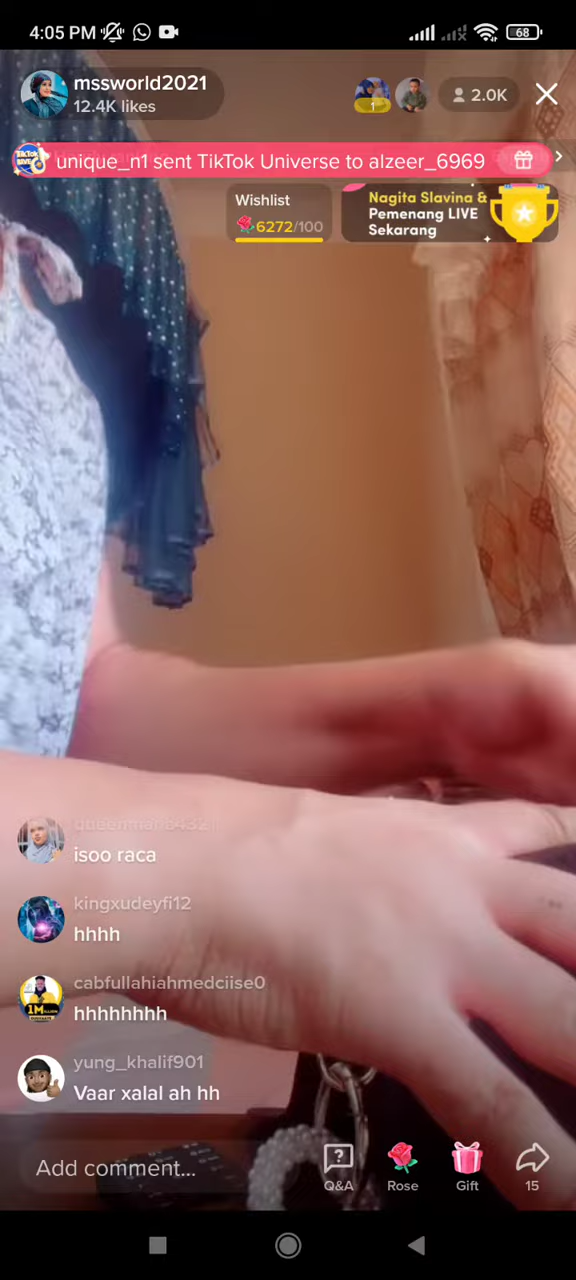 4:05 PM
68
mssworld2021
12.4K likes
1
2.0K
unique_n1 sent TikTok Universe to alzeer_6969
Wishlist
6272/100
Nagita Slavina &
Pemenang LIVE
Sekarang
isoo raca
kingxudeyfi12
hhhh
cabfullahiahmedciise0
hhhhhhhh
yung_khalif901
Vaar xalal ah hh
Add comment...
Q&A
Rose
Gift
15